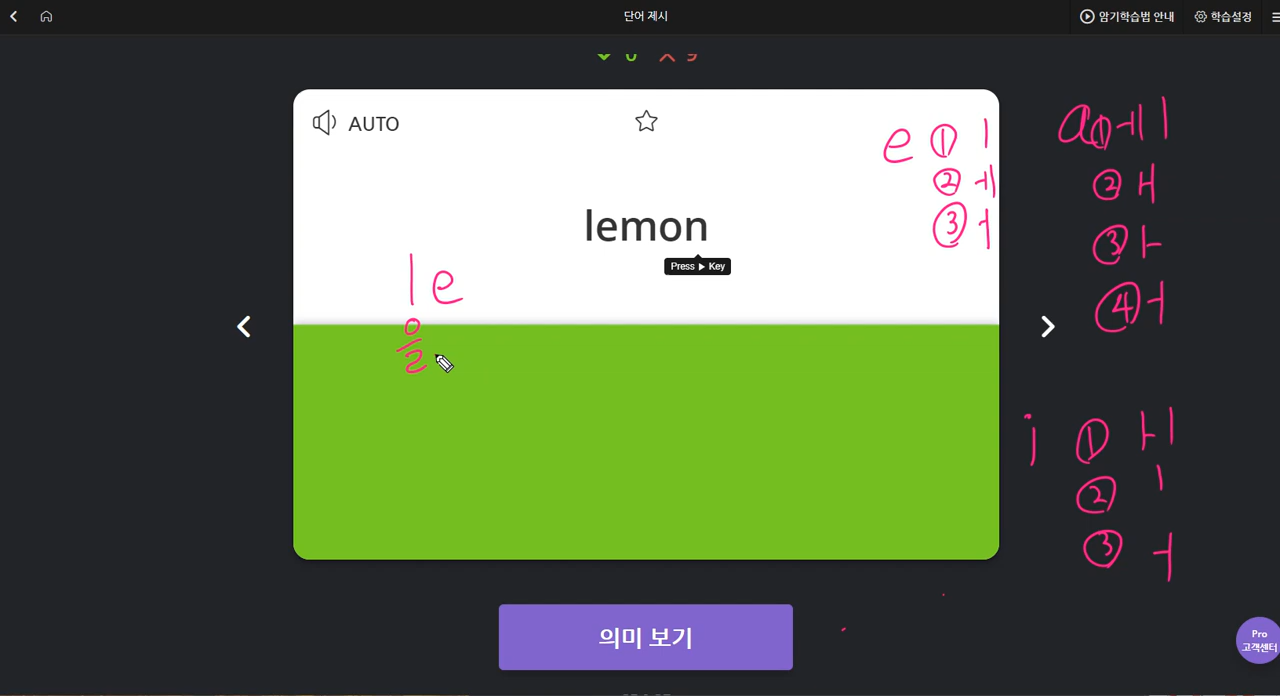 단어 제시
암기학습법 안내
학습설정
AUTO
lemon
Press ▶ Key
le
2
e ① ㅣ
② ㅔ
③ ㅓ
a ① ㅔㅣ
② ㅐ
③ ㅏ
④ ㅓ
i ① ㅏㅣ
② ㅣ
③ ㅓ
의미 보기
Pro
고객센터